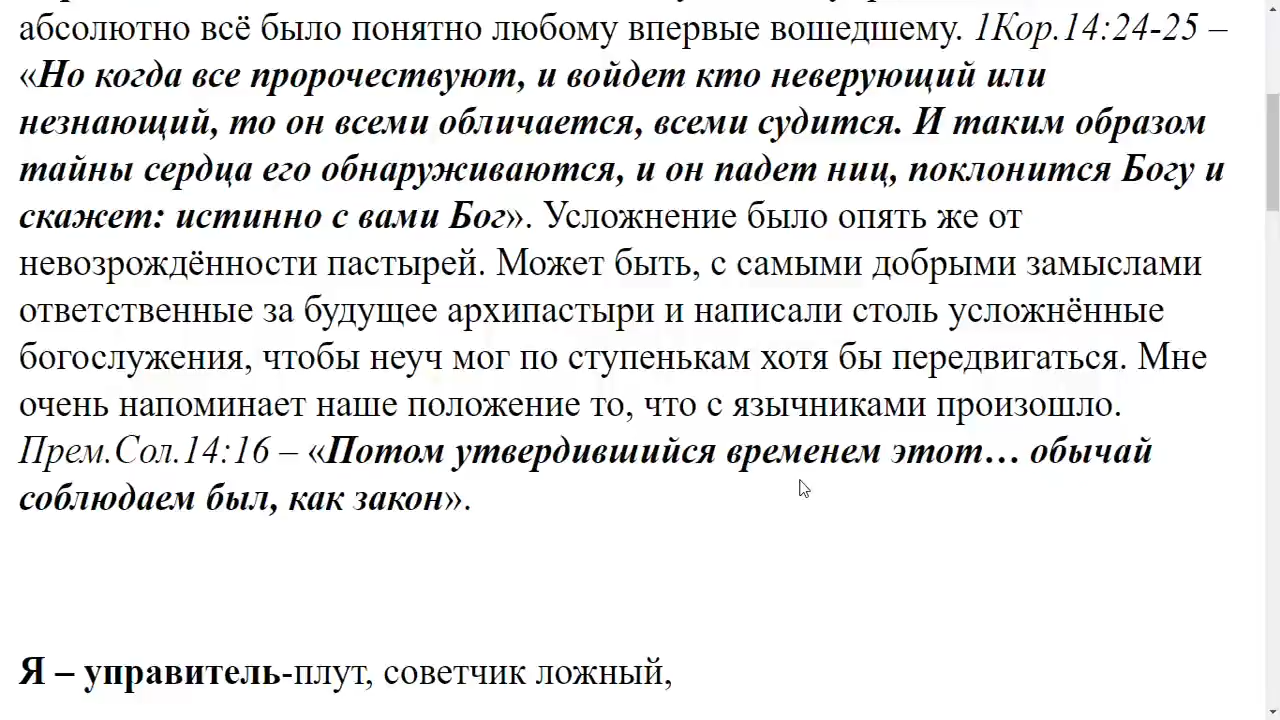 абсолютно всё было понятно любому впервые вошедшему. 1Кор.14:24-25 –
«Но когда все пророчествуют, и войдет кто неверующий или
незнающий, то он всеми обличается, всеми судится. И таким образом
тайны сердца его обнаруживаются, и он падет ниц, поклонится Богу и
скажет: истинно с вами Бог». Усложнение было опять же от
невозрождённости пастырей. Может быть, с самыми добрыми замыслами
ответственные за будущее архипастыри и написали столь усложнённые
богослужения, чтобы неуч мог по ступенькам хотя бы передвигаться. Мне
очень напоминает наше положение то, что с язычниками произошло.
Прем.Сол.14:16 – «Потом утвердившийся временем этот… обычай
соблюдаем был, как закон».
Я – управитель-плут, советчик ложный,